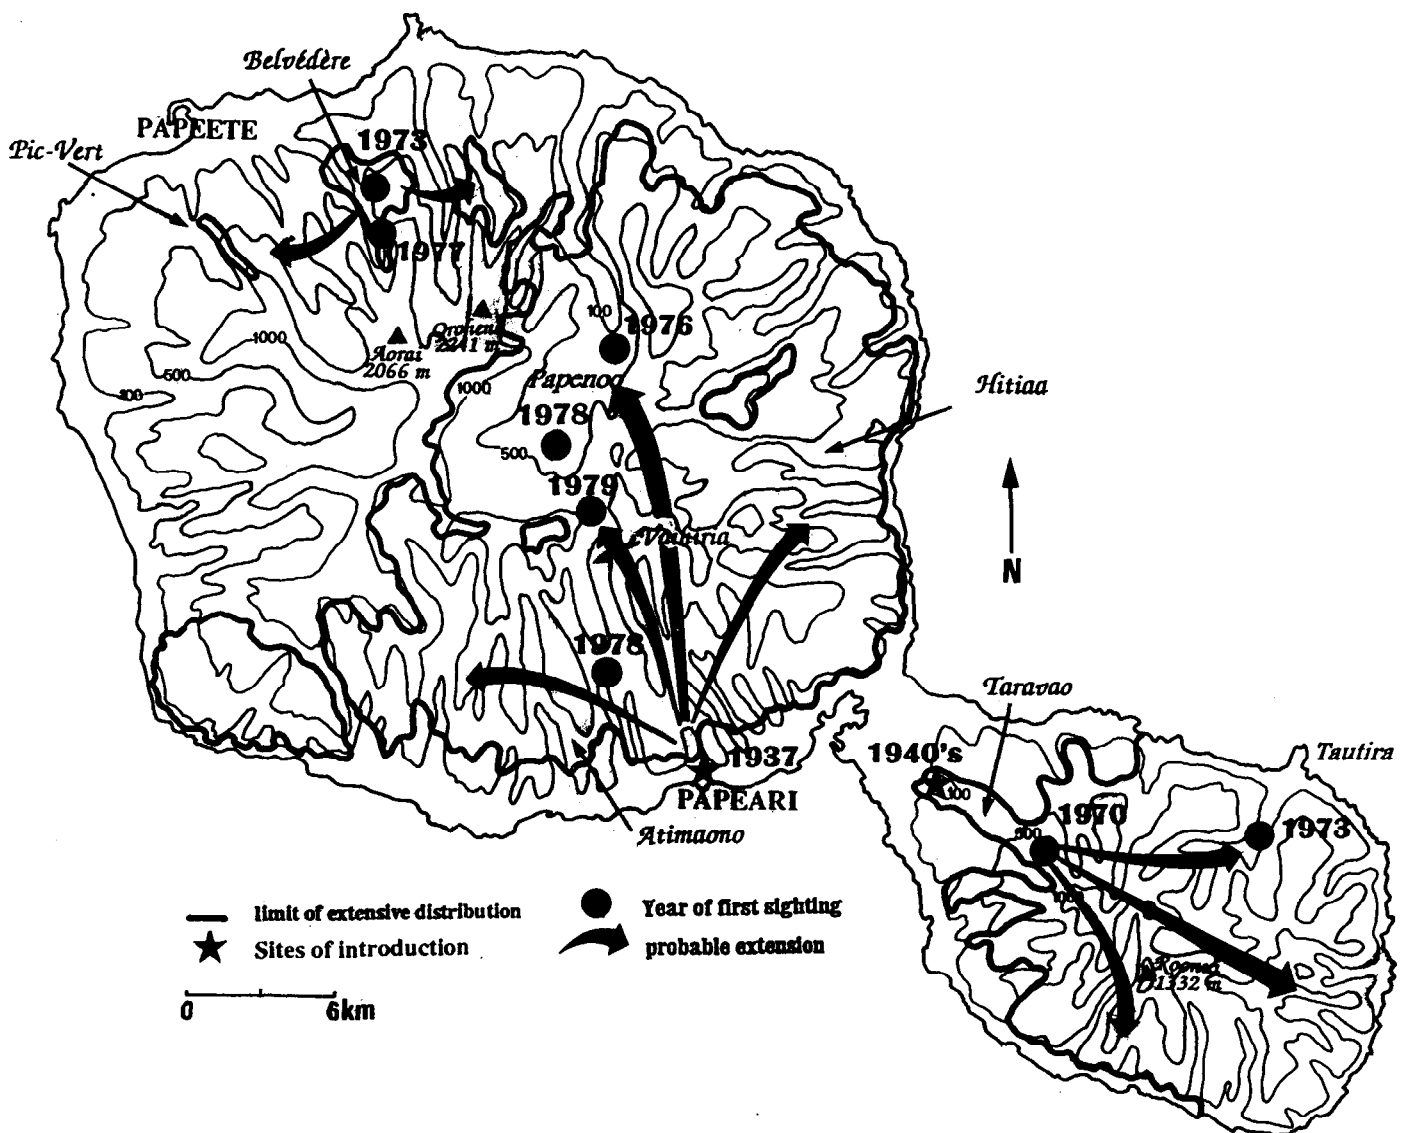 Belvédère
PAPEETE
1973
Pic-Vert
1977
100
1976
1000
Orohena
2241 m
Aorai
2066 m
500
100
1000
Papenoo
Hitiaa
1978
500
1979
Vaihiria
N
1978
Taravao
1937
1940's
Tautira
100
PAPEARI
1970
1973
500
Atimaono
1000
limit of extensive distribution
Year of first sighting
Sites of introduction
probable extension
1332 m
0
6km